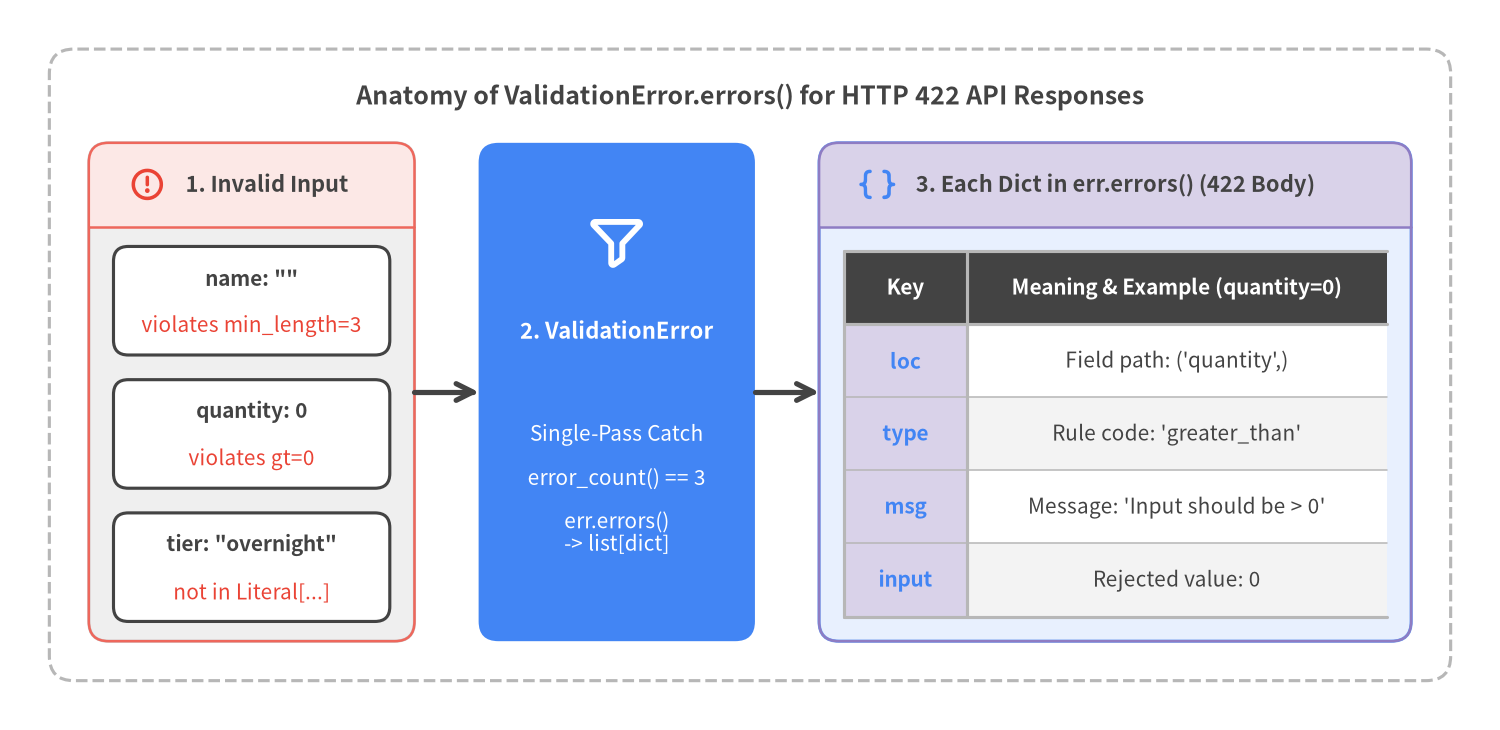 Anatomy of ValidationError.errors() for HTTP 422 API Responses
1. Invalid Input
name: ""
violates min_length=3
quantity: 0
violates gt=0
tier: "overnight"
not in Literal[...]
2. ValidationError
Single-Pass Catch
error_count() == 3
err.errors()
-> list[dict]
{ } 3. Each Dict in err.errors() (422 Body)
Key Meaning & Example (quantity=0)
loc Field path: ('quantity',)
type Rule code: 'greater_than'
msg Message: 'Input should be > 0'
input Rejected value: 0